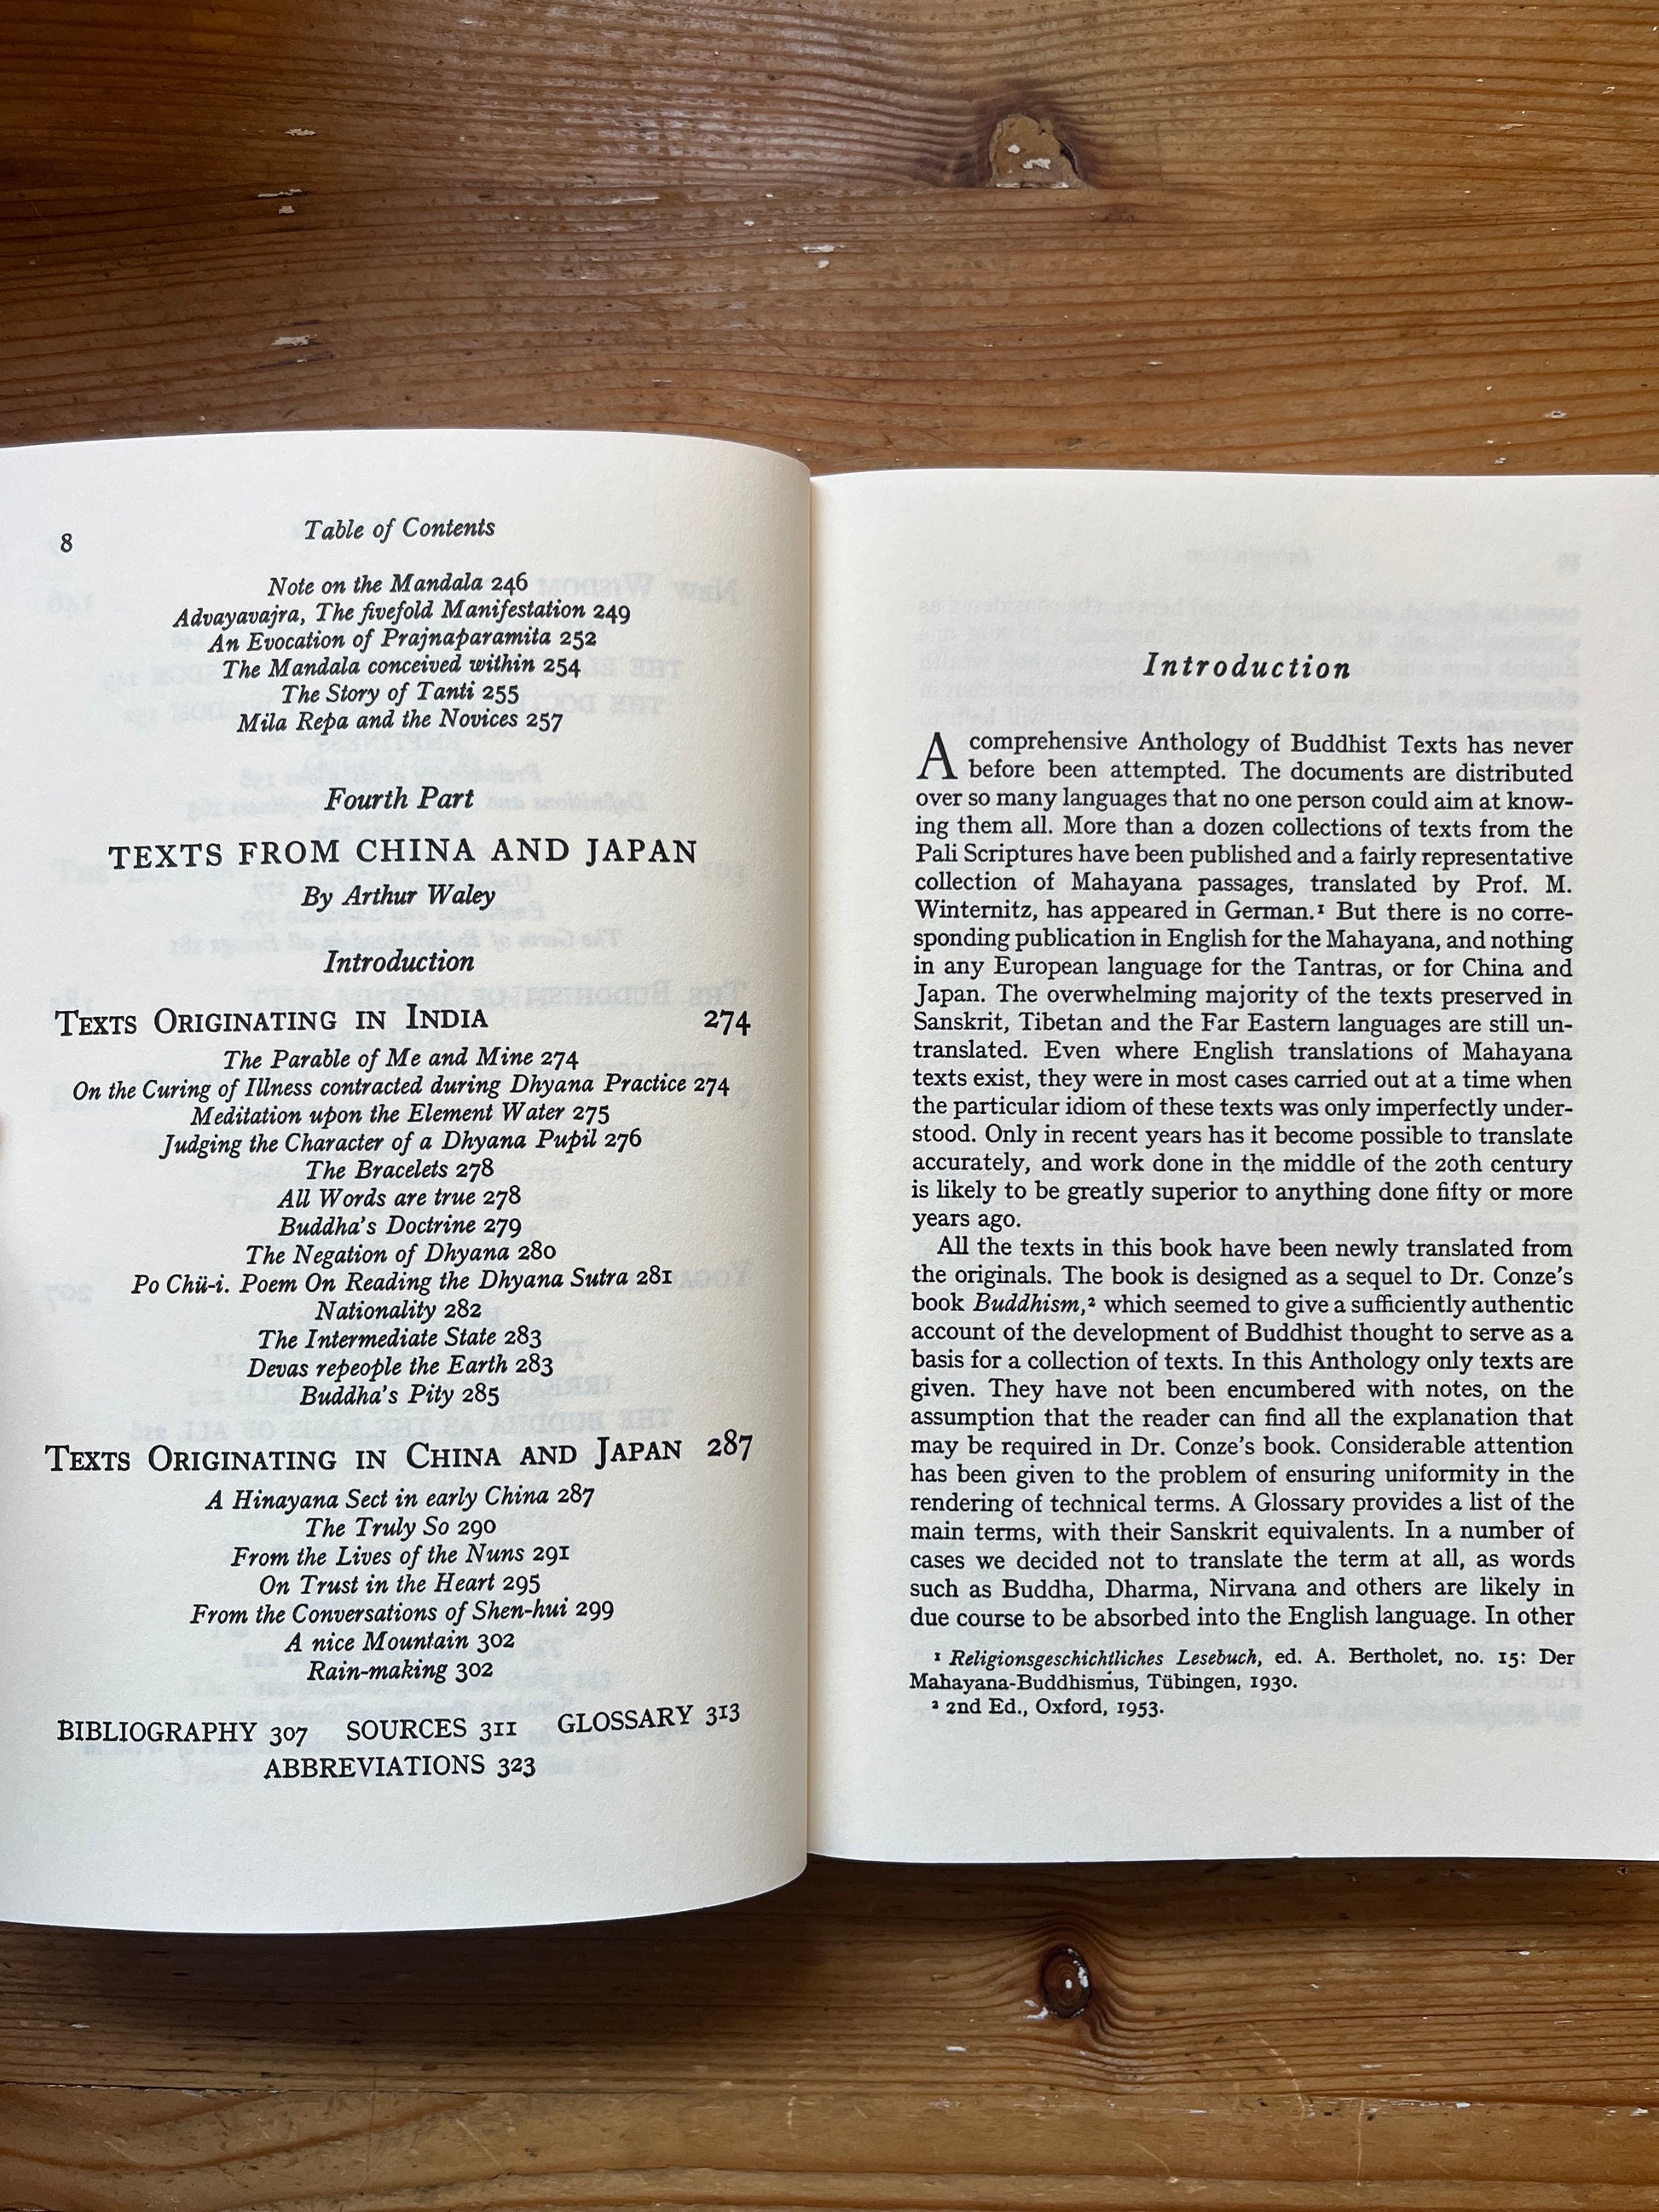 8
Table of Contents
Note on the Mandala 246
Advayavajra, The fivefold Manifestation 249
An Evocation of Prajnaparamita 252
The Mandala conceived within 254
The Story of Tanti 255
Mila Repa and the Novices 257
Fourth Part
TEXTS FROM CHINA AND JAPAN
By Arthur Waley
Introduction
TEXTS ORIGINATING IN INDIA 274
The Parable of Me and Mine 274
On the Curing of Illness contracted during Dhyana Practice 274
Meditation upon the Element Water 275
Judging the Character of a Dhyana Pupil 276
The Bracelets 278
All Words are true 278
Buddha's Doctrine 279
The Negation of Dhyana 280
Po Chü-i. Poem On Reading the Dhyana Sutra 281
Nationality 282
The Intermediate State 283
Devas repeople the Earth 283
Buddha's Pity 285
TEXTS ORIGINATING IN CHINA AND JAPAN 287
A Hinayana Sect in early China 287
The Truly So 290
From the Lives of the Nuns 291
On Trust in the Heart 295
From the Conversations of Shen-hui 299
A nice Mountain 302
Rain-making 302
BIBLIOGRAPHY 307 SOURCES 311 GLOSSARY 313
ABBREVIATIONS 323
Introduction
A comprehensive Anthology of Buddhist Texts has never
before been attempted. The documents are distributed
over so many languages that no one person could aim at know-
ing them all. More than a dozen collections of texts from the
Pali Scriptures have been published and a fairly representative
collection of Mahayana passages, translated by Prof. M.
Winternitz, has appeared in German.¹ But there is no corre-
sponding publication in English for the Mahayana, and nothing
in any European language for the Tantras, or for China and
Japan. The overwhelming majority of the texts preserved in
Sanskrit, Tibetan and the Far Eastern languages are still un-
translated. Even where English translations of Mahayana
texts exist, they were in most cases carried out at a time when
the particular idiom of these texts was only imperfectly under-
stood. Only in recent years has it become possible to translate
accurately, and work done in the middle of the 20th century
is likely to be greatly superior to anything done fifty or more
years ago.
All the texts in this book have been newly translated from
the originals. The book is designed as a sequel to Dr. Conze's
book Buddhism,² which seemed to give a sufficiently authentic
account of the development of Buddhist thought to serve as a
basis for a collection of texts. In this Anthology only texts are
given. They have not been encumbered with notes, on the
assumption that the reader can find all the explanation that
may be required in Dr. Conze's book. Considerable attention
has been given to the problem of ensuring uniformity in the
rendering of technical terms. A Glossary provides a list of the
main terms, with their Sanskrit equivalents. In a number of
cases we decided not to translate the term at all, as words
such as Buddha, Dharma, Nirvana and others are likely in
due course to be absorbed into the English language. In other
¹ Religionsgeschichtliches Lesebuch, ed. A. Bertholet, no. 15: Der
Mahayana-Buddhismus, Tübingen, 1930.
² 2nd Ed., Oxford, 1953.